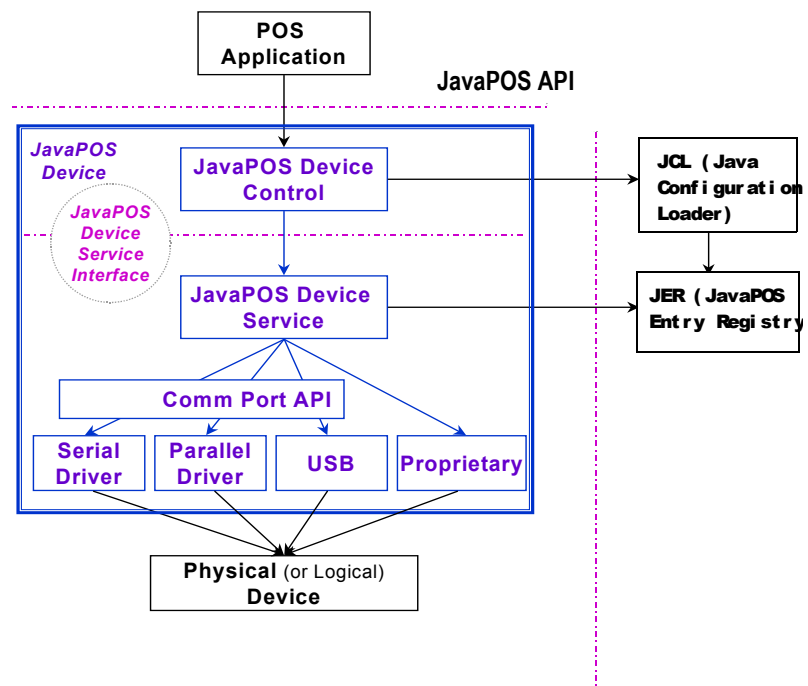 POS
Application
JavaPOS API
JavaPOS
Device
JavaPOS Device
Control
JCL (Java
Configuration
Loader)
JavaPOS
Device
Service
Interface
JavaPOS Device
Service
JER (JavaPOS
Entry Registry
Comm Port API
Serial
Driver
Parallel
Driver
USB
Proprietary
Physical (or Logical)
Device